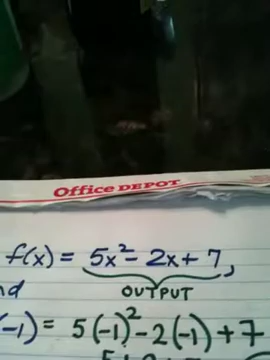 Office DEPOT
f(x) = 5x² - 2x + 7,
nd OUTPUT
(-1) = 5(-1)² - 2(-1) + 7